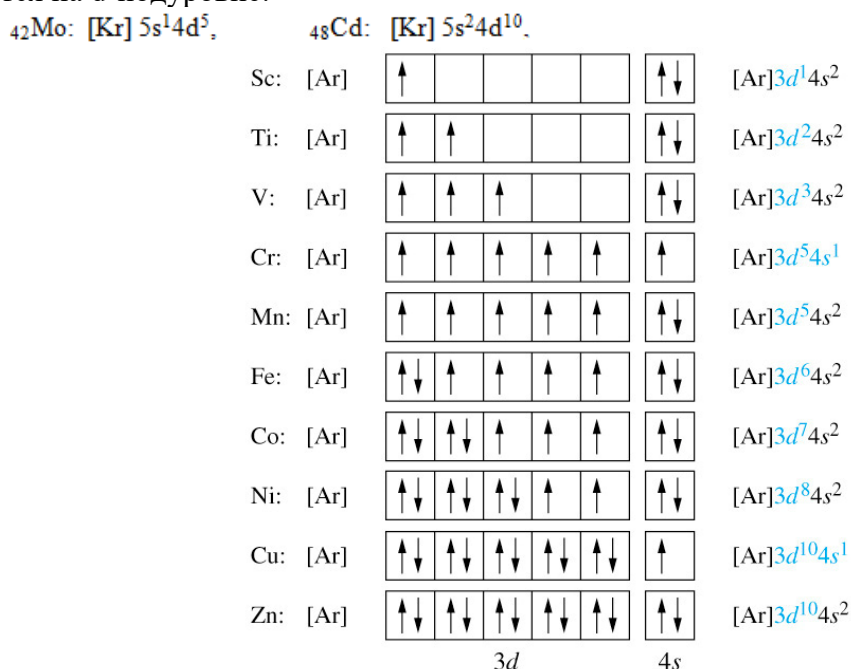 ₄₂Mo: [Kr] 5s¹4d⁵, ₄₈Cd: [Kr] 5s²4d¹⁰.
Sc: [Ar] [Ar]3d¹4s²
Ti: [Ar] [Ar]3d²4s²
V: [Ar] [Ar]3d³4s²
Cr: [Ar] [Ar]3d⁵4s¹
Mn: [Ar] [Ar]3d⁵4s²
Fe: [Ar] [Ar]3d⁶4s²
Co: [Ar] [Ar]3d⁷4s²
Ni: [Ar] [Ar]3d⁸4s²
Cu: [Ar] [Ar]3d¹⁰4s¹
Zn: [Ar] [Ar]3d¹⁰4s²
3d 4s